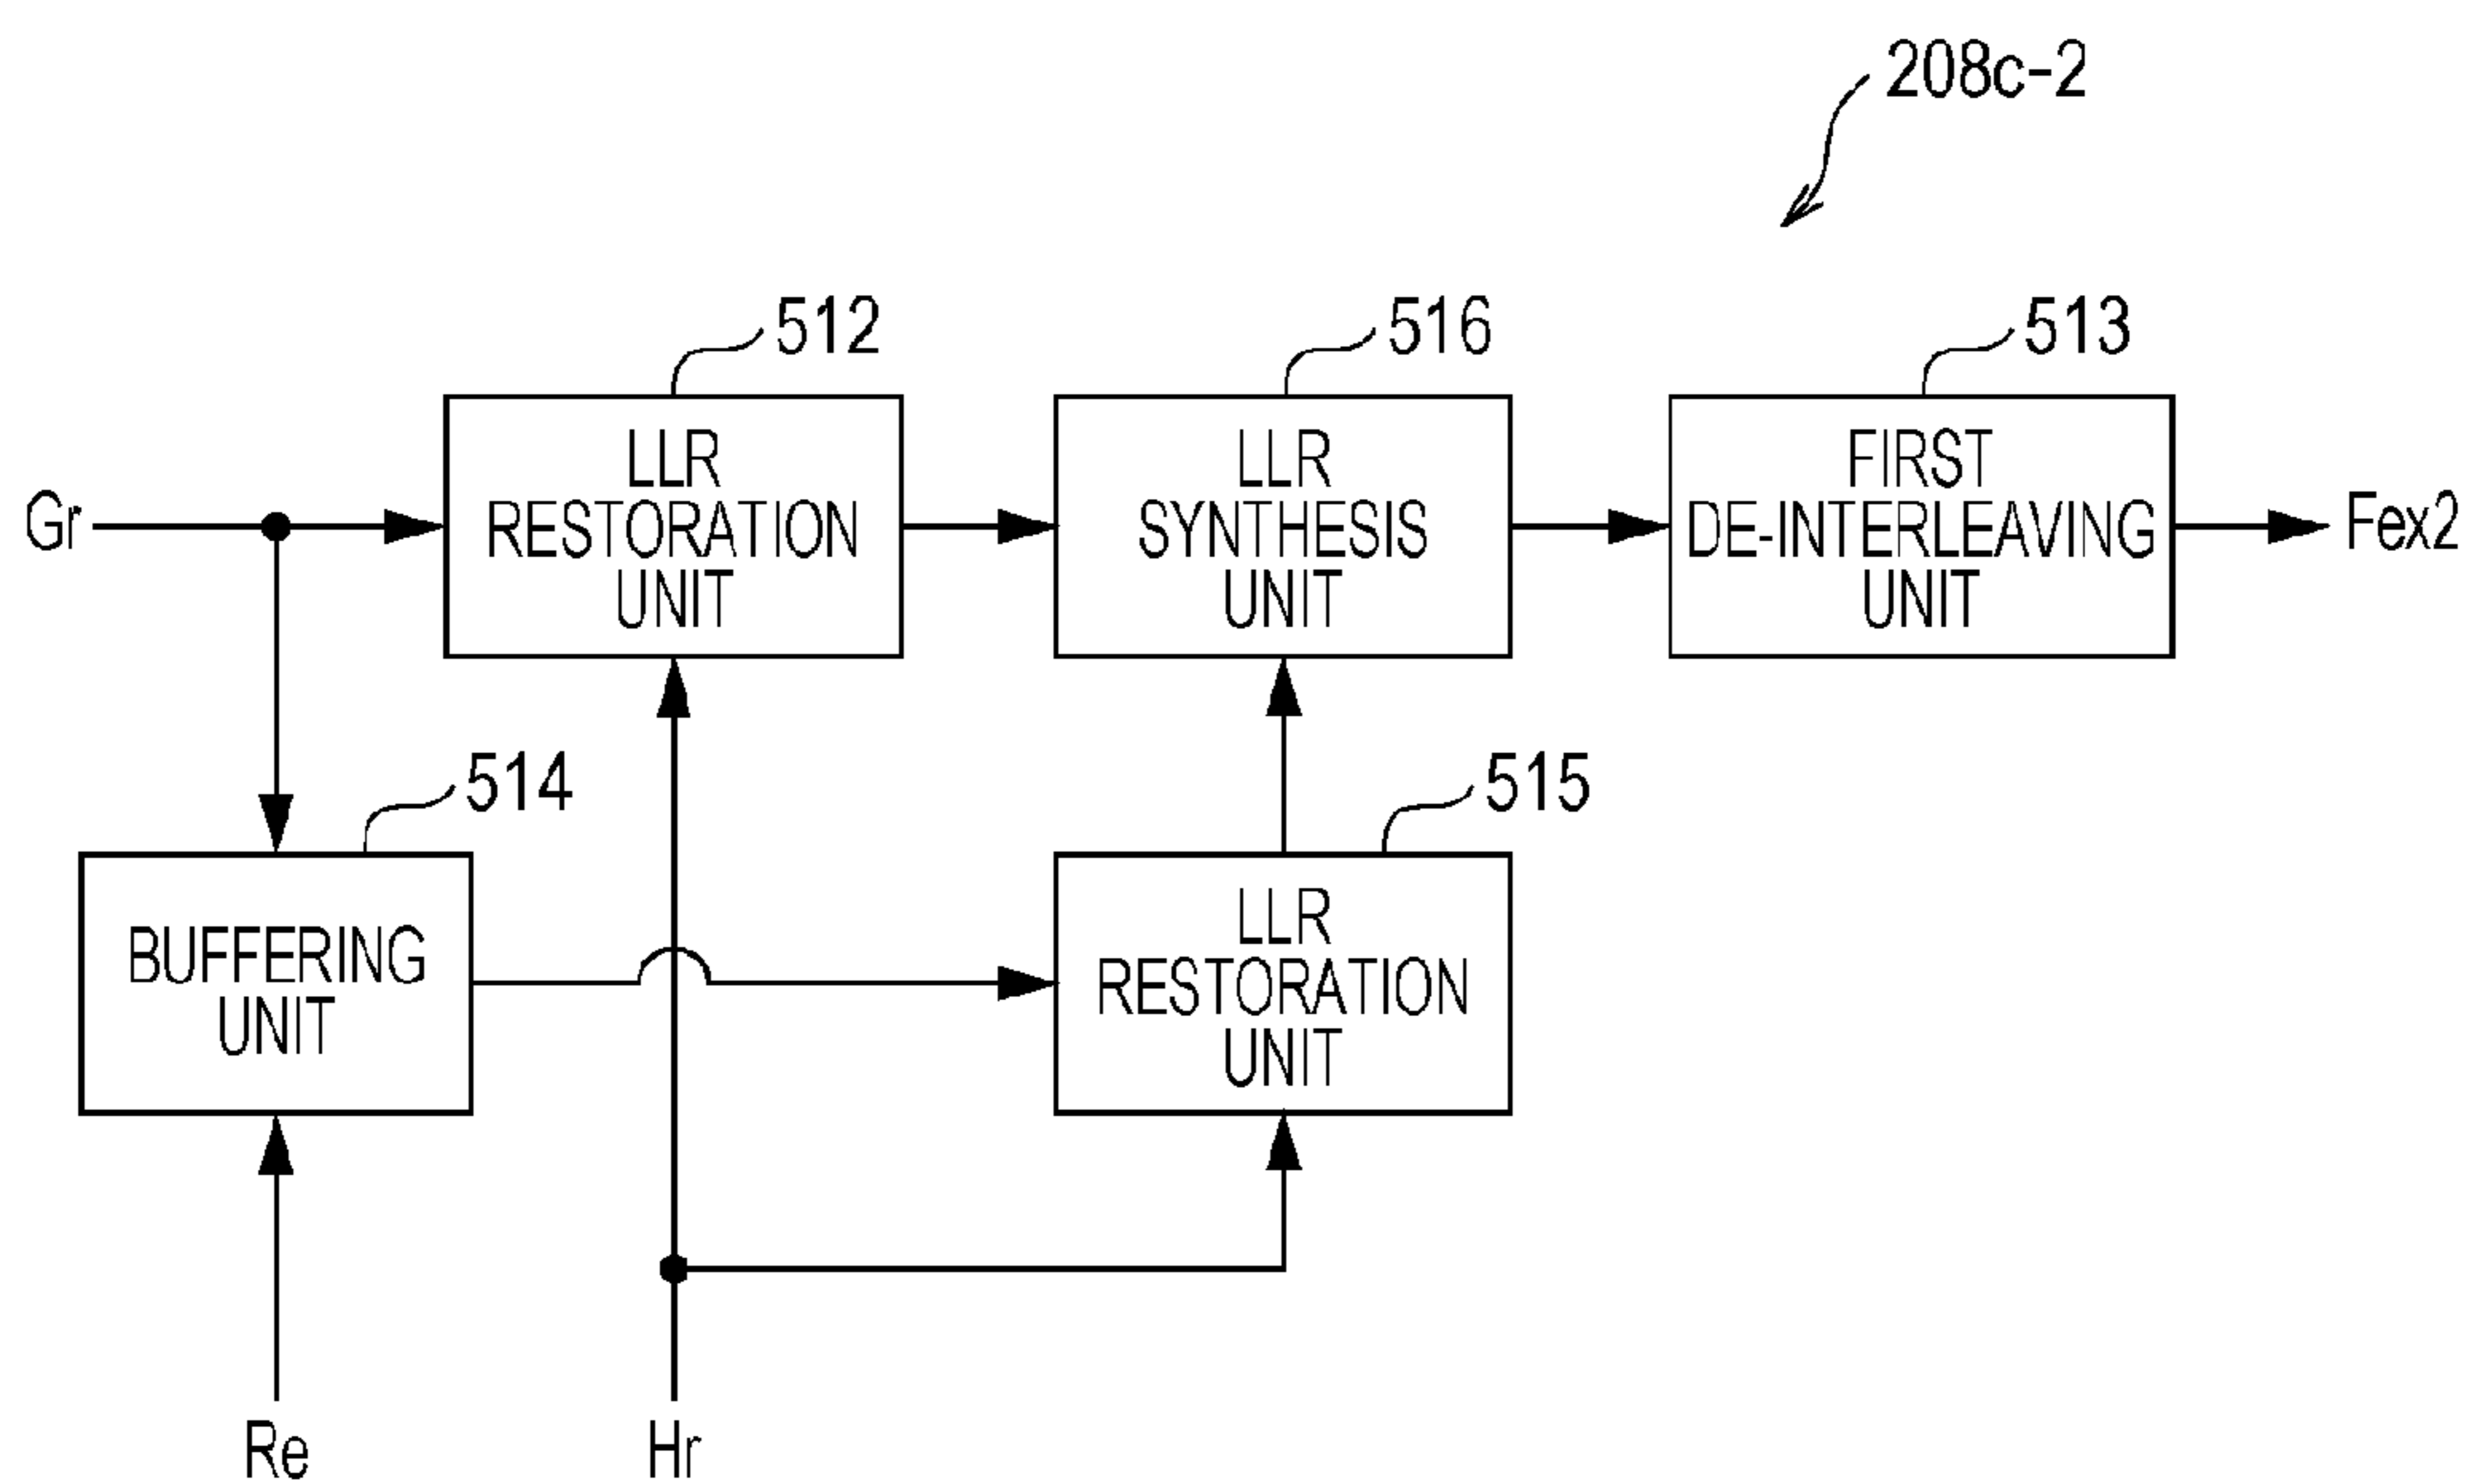 208c-2
512
516
513
Gr
LLR
RESTORATION
UNIT
LLR
SYNTHESIS
UNIT
FIRST
DE-INTERLEAVING
UNIT
Fex2
514
515
BUFFERING
UNIT
LLR
RESTORATION
UNIT
Re
Hr